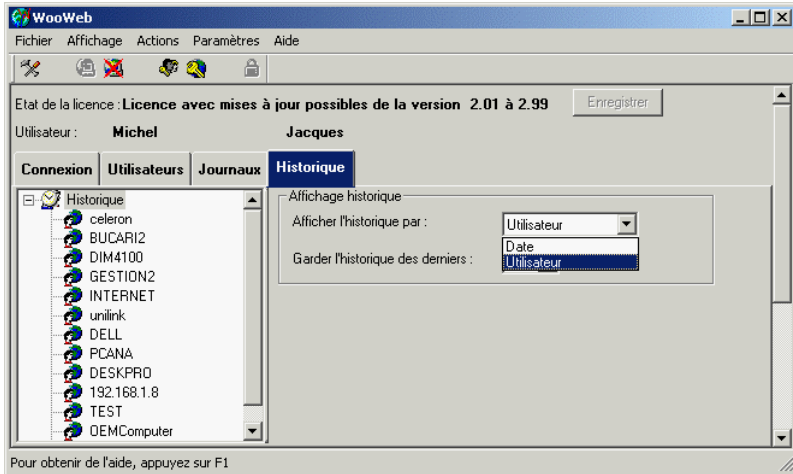 WooWeb
Fichier Affichage Actions Paramètres Aide
Etat de la licence : Licence avec mises à jour possibles de la version 2.01 à 2.99 Enregistrer
Utilisateur : Michel Jacques
Connexion Utilisateurs Journaux Historique
Historique
celeron
BUCARI2
DIM4100
GESTION2
INTERNET
unilink
DELL
PCANA
DESKPRO
192.168.1.8
TEST
OEMComputer
Affichage historique
Afficher l'historique par : Utilisateur
Date
Garder l'historique des derniers : Utilisateur
Pour obtenir de l'aide, appuyez sur F1